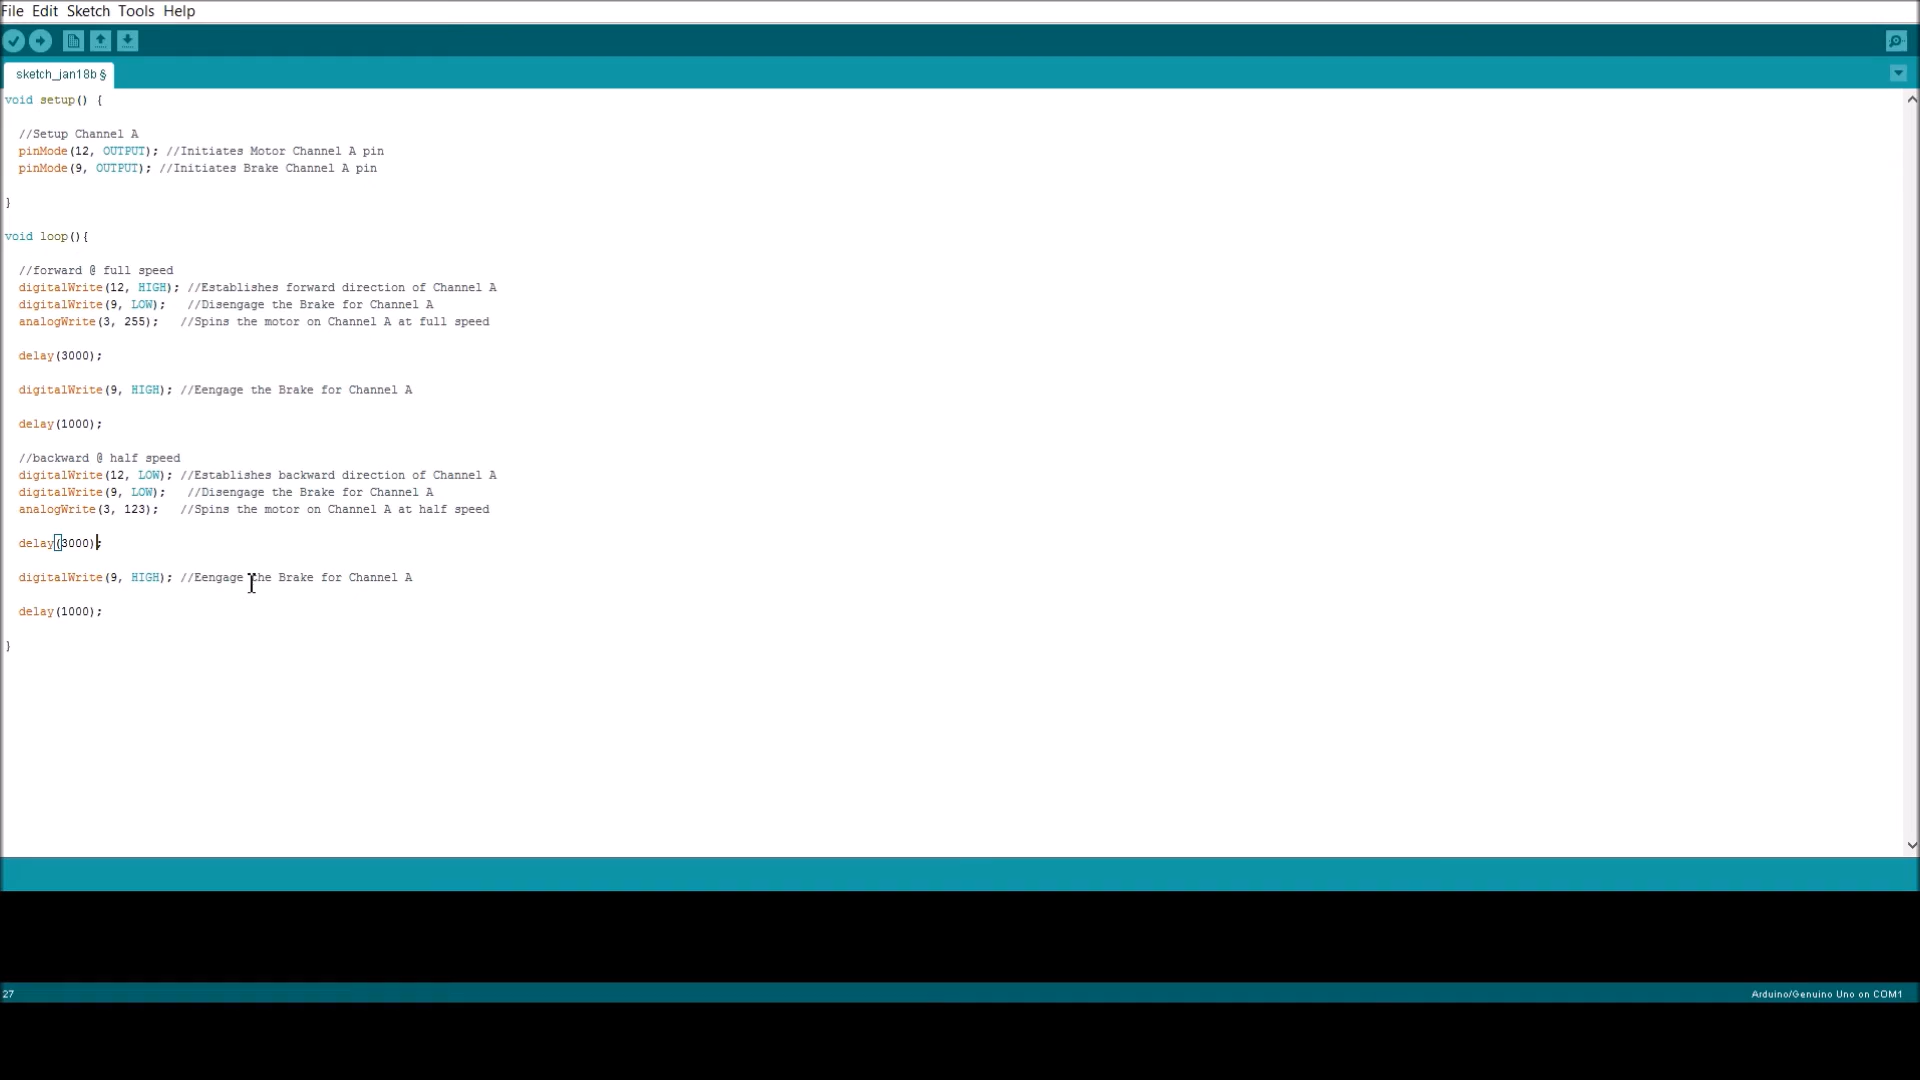 File Edit Sketch Tools Help
sketch_jan18b §
void setup() {
//Setup Channel A
pinMode(12, OUTPUT); //Initiates Motor Channel A pin
pinMode(9, OUTPUT); //Initiates Brake Channel A pin
}
void loop(){
//forward @ full speed
digitalWrite(12, HIGH); //Establishes forward direction of Channel A
digitalWrite(9, LOW);   //Disengage the Brake for Channel A
analogWrite(3, 255);   //Spins the motor on Channel A at full speed
delay(3000);
digitalWrite(9, HIGH); //Eengage the Brake for Channel A
delay(1000);
//backward @ half speed
digitalWrite(12, LOW); //Establishes backward direction of Channel A
digitalWrite(9, LOW);   //Disengage the Brake for Channel A
analogWrite(3, 123);   //Spins the motor on Channel A at half speed
delay(3000);
digitalWrite(9, HIGH); //Eengage the Brake for Channel A
delay(1000);
}
27
Arduino/Genuino Uno on COM1